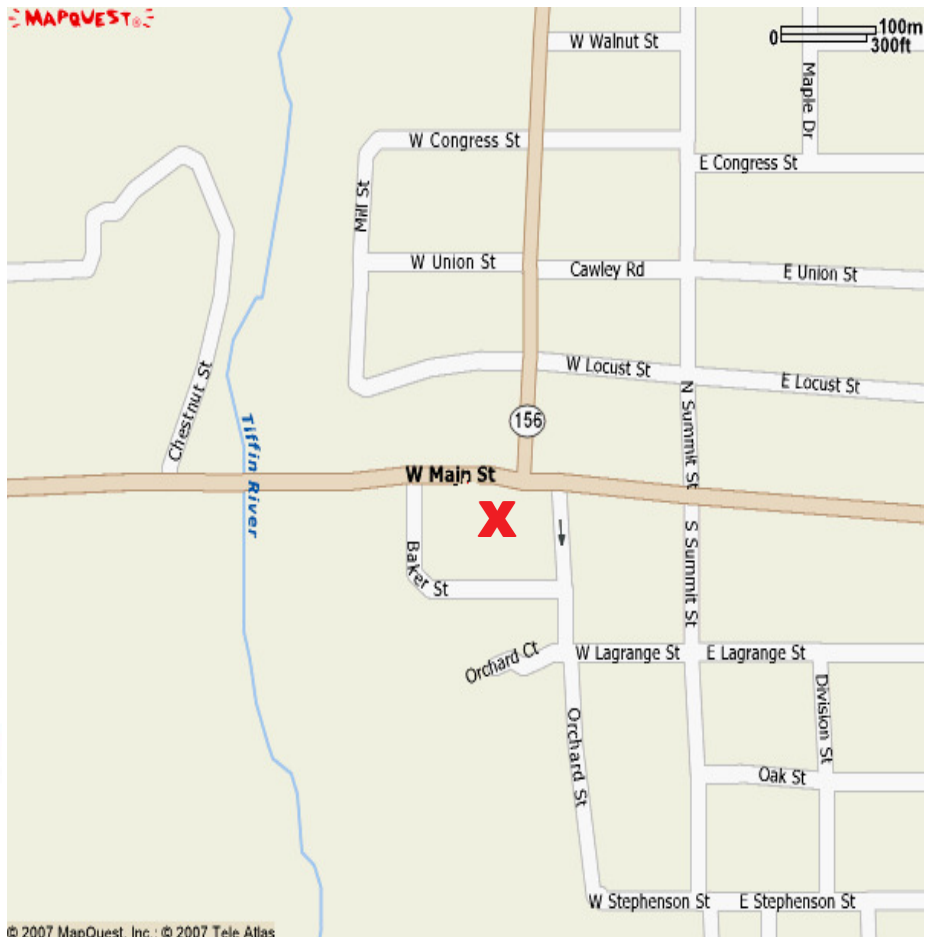 MAPQUEST®
0 100m
300ft
W Walnut St
Maple Dr
W Congress St
E Congress St
Mill St
W Union St
Cawley Rd
E Union St
W Locust St
E Locust St
Chestnut St
N Summit St
156
Tiffin River
W Main St
X
S Summit St
Baker St
Orchard Ct
W Lagrange St
E Lagrange St
Division St
Orchard St
Oak St
W Stephenson St
E Stephenson St
© 2007 MapQuest, Inc.; © 2007 Tele Atlas